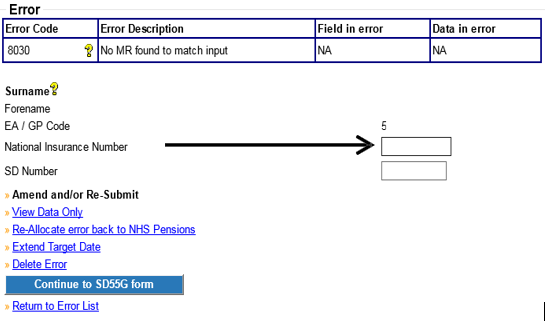 Error
Error Code Error Description Field in error Data in error
8030 ? No MR found to match input NA NA
Surname?
Forename
EA / GP Code 5
National Insurance Number
SD Number
» Amend and/or Re-Submit
» View Data Only
» Re-Allocate error back to NHS Pensions
» Extend Target Date
» Delete Error
Continue to SD55G form
» Return to Error List